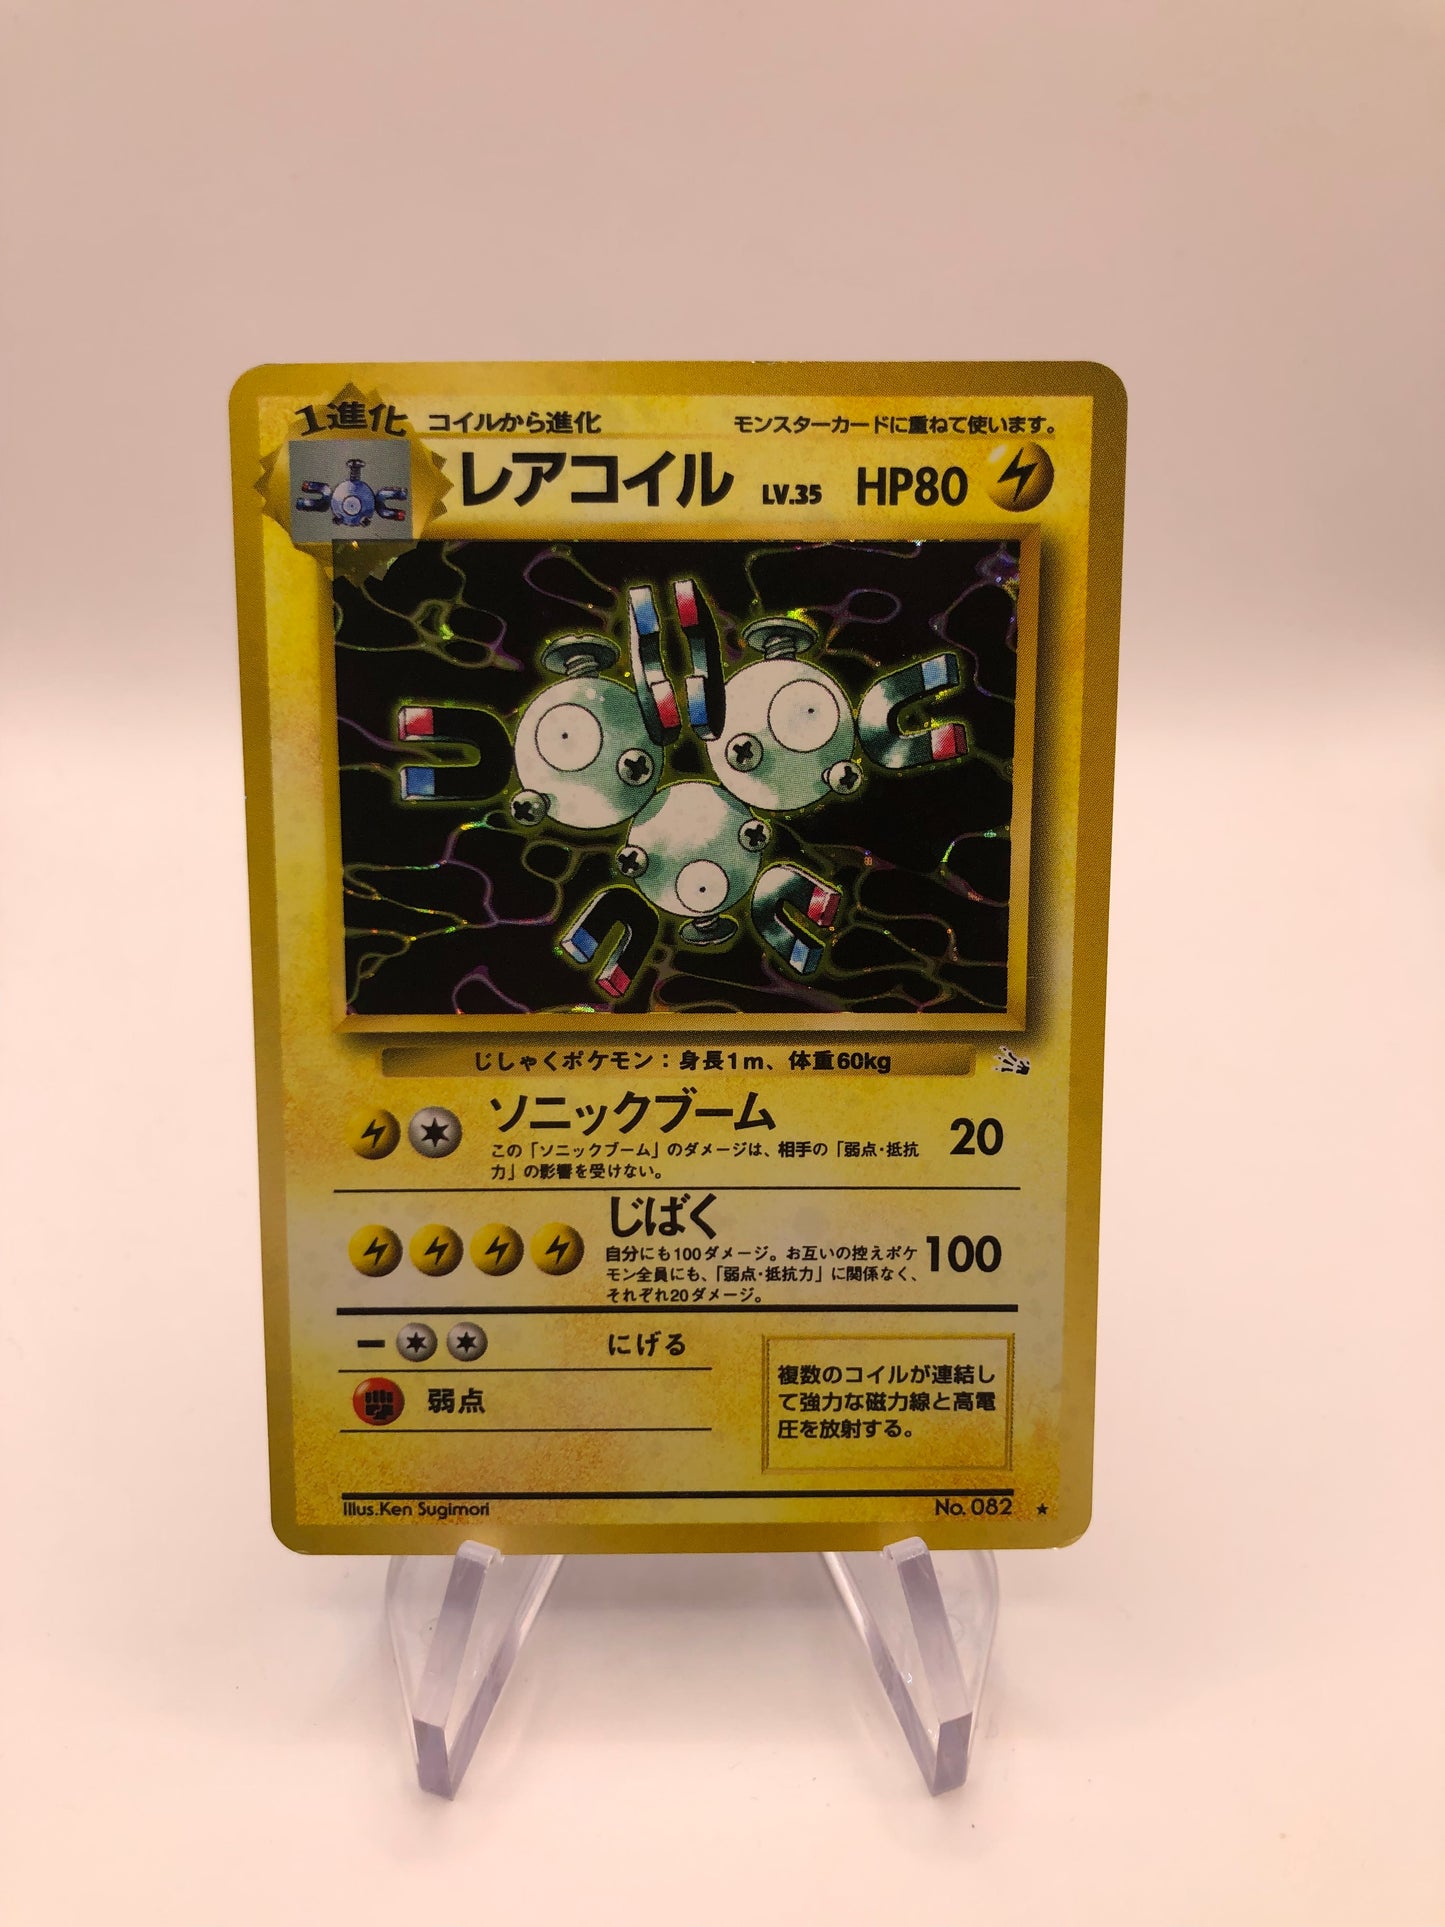 1進化
コイルから進化
モンスターカードに重ねて使います。
レアコイル LV.35 HP80
じしゃくポケモン：身長1m、体重60kg
ソニックブーム
20
この「ソニックブーム」のダメージは、相手の「弱点・抵抗
力」の影響を受けない。
じばく
100
自分にも100ダメージ。お互いの控えポケ
モン全員にも、「弱点・抵抗力」に関係なく、
それぞれ20ダメージ。
にげる
弱点
複数のコイルが連結し
て強力な磁力線と高電
圧を放射する。
Illus.Ken Sugimori
No. 082 ★